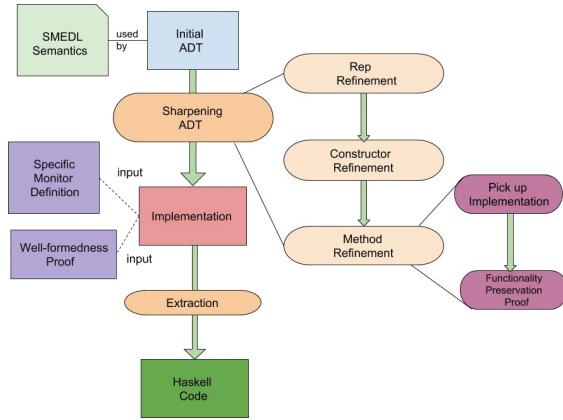 SMEDL
Semantics
used
by
Initial
ADT
Sharpening
ADT
Rep
Refinement
Constructor
Refinement
Method
Refinement
Pick up
Implementation
Functionality
Preservation
Proof
Specific
Monitor
Definition
input
Implementation
Well-formedness
Proof
input
Extraction
Haskell
Code